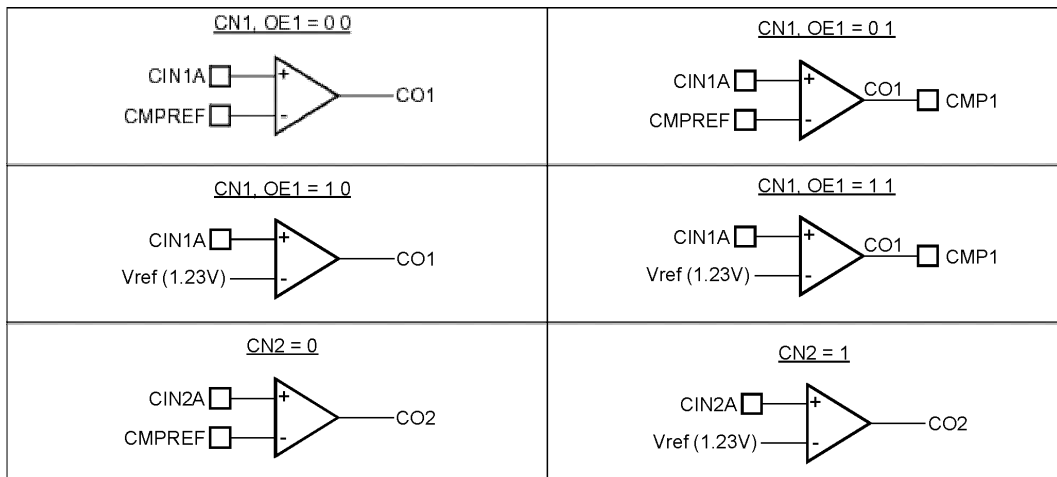 CN1, OE1 = 0 0
CIN1A
+
CMPREF
-
CO1
CN1, OE1 = 0 1
CIN1A
+
CMPREF
-
CO1
CMP1
CN1, OE1 = 1 0
CIN1A
+
Vref (1.23V)
-
CO1
CN1, OE1 = 1 1
CIN1A
+
Vref (1.23V)
-
CO1
CMP1
CN2 = 0
CIN2A
+
CMPREF
-
CO2
CN2 = 1
CIN2A
+
Vref (1.23V)
-
CO2